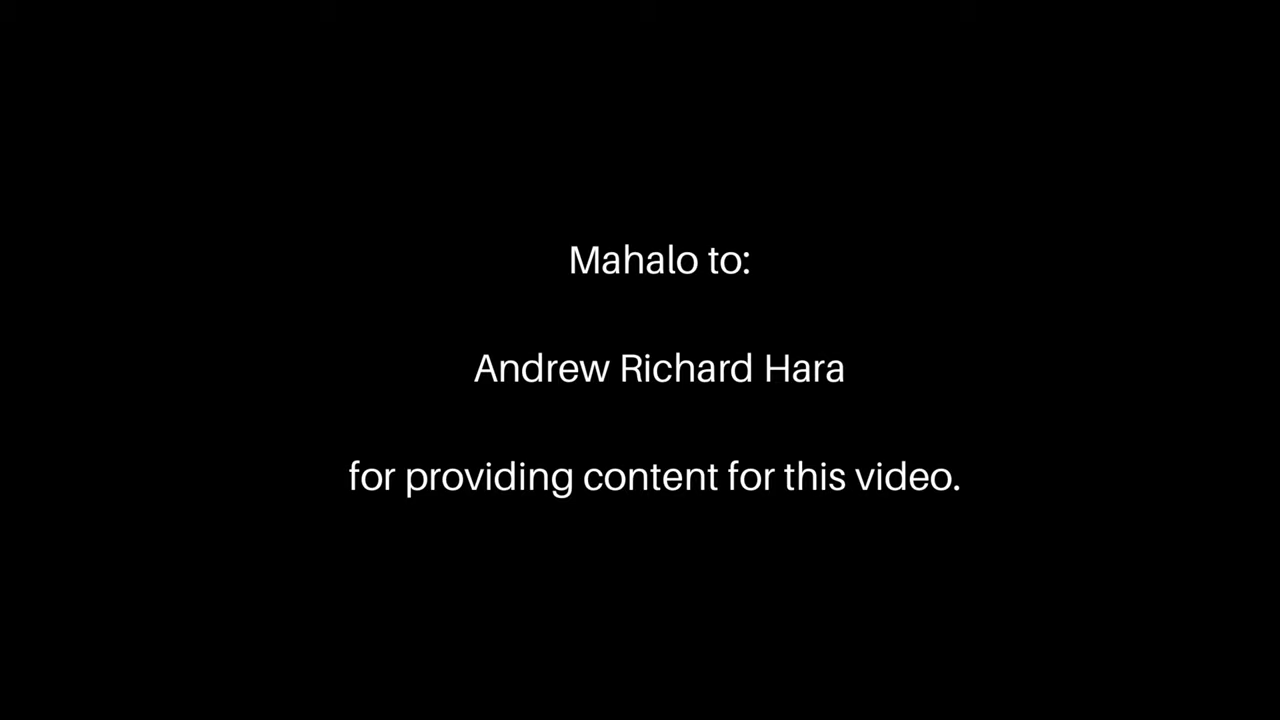 Mahalo to:
Andrew Richard Hara
for providing content for this video.